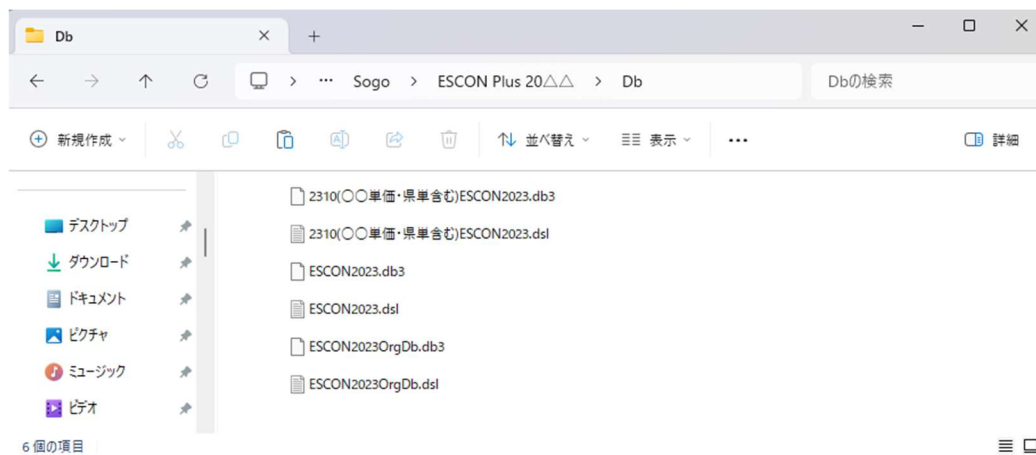 Db
… Sogo > ESCON Plus 20△△ > Db
Dbの検索
新規作成
並べ替え
表示
詳細
デスクトップ
ダウンロード
ドキュメント
ピクチャ
ミュージック
ビデオ
2310(〇〇単価・県単含む)ESCON2023.db3
2310(〇〇単価・県単含む)ESCON2023.dsl
ESCON2023.db3
ESCON2023.dsl
ESCON2023OrgDb.db3
ESCON2023OrgDb.dsl
6 個の項目